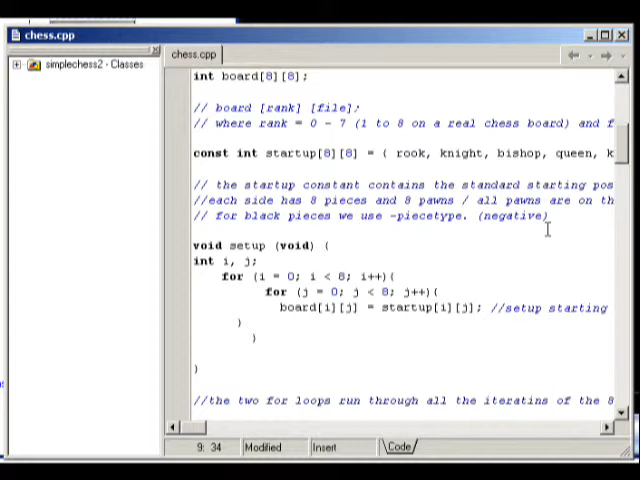 chess.cpp
simplechess2 - Classes
chess.cpp
int board[8][8];
// board [rank] [file];
// where rank = 0 - 7 (1 to 8 on a real chess board) and f
const int startup[8][8] = { rook, knight, bishop, queen, k
// the startup constant contains the standard starting pos
//each side has 8 pieces and 8 pawns / all pawns are on th
// for black pieces we use -piecetype. (negative)
void setup (void) {
int i, j;
for (i = 0; i < 8; i++){
for (j = 0; j < 8; j++){
board[i][j] = startup[i][j]; //setup starting
}
}
}
//the two for loops run through all the iteratins of the 8
9: 34
Modified
Insert
Code